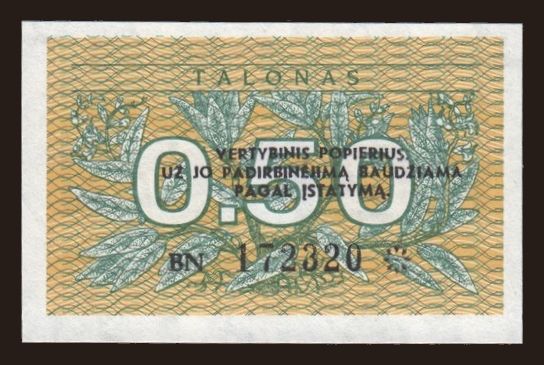 TALONAS
0.50
VERTYBINIS POPIERIUS,
UŽ JO PADIRBINĖJIMĄ BAUDŽIAMA
PAGAL ĮSTATYMĄ.
BN 172320